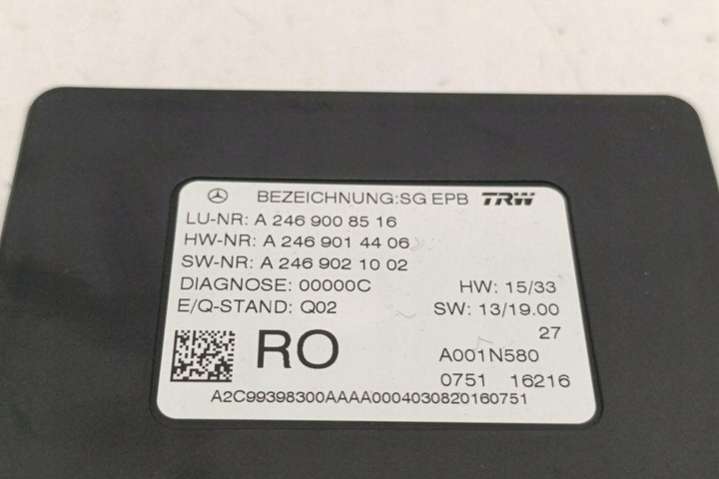 BEZEICHNUNG:SG EPB TRW
LU-NR: A 246 900 85 16
HW-NR: A 246 901 44 06
SW-NR: A 246 902 10 02
DIAGNOSE: 00000C HW: 15/33
E/Q-STAND: Q02 SW: 13/19.00
27
RO A001N580
0751 16216
A2C99398300AAAA0004030820160751